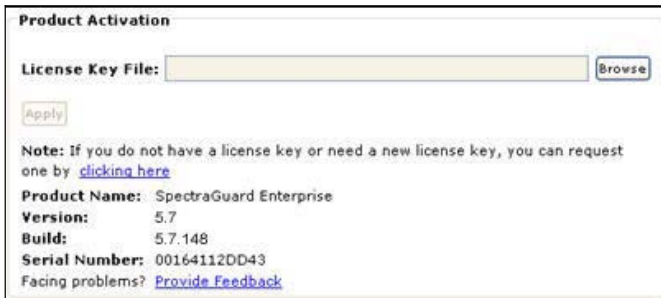 Product Activation
License Key File:
Browse
Apply
Note: If you do not have a license key or need a new license key, you can request
one by clicking here
Product Name: SpectraGuard Enterprise
Version: 5.7
Build: 5.7.148
Serial Number: 00164112DD43
Facing problems? Provide Feedback